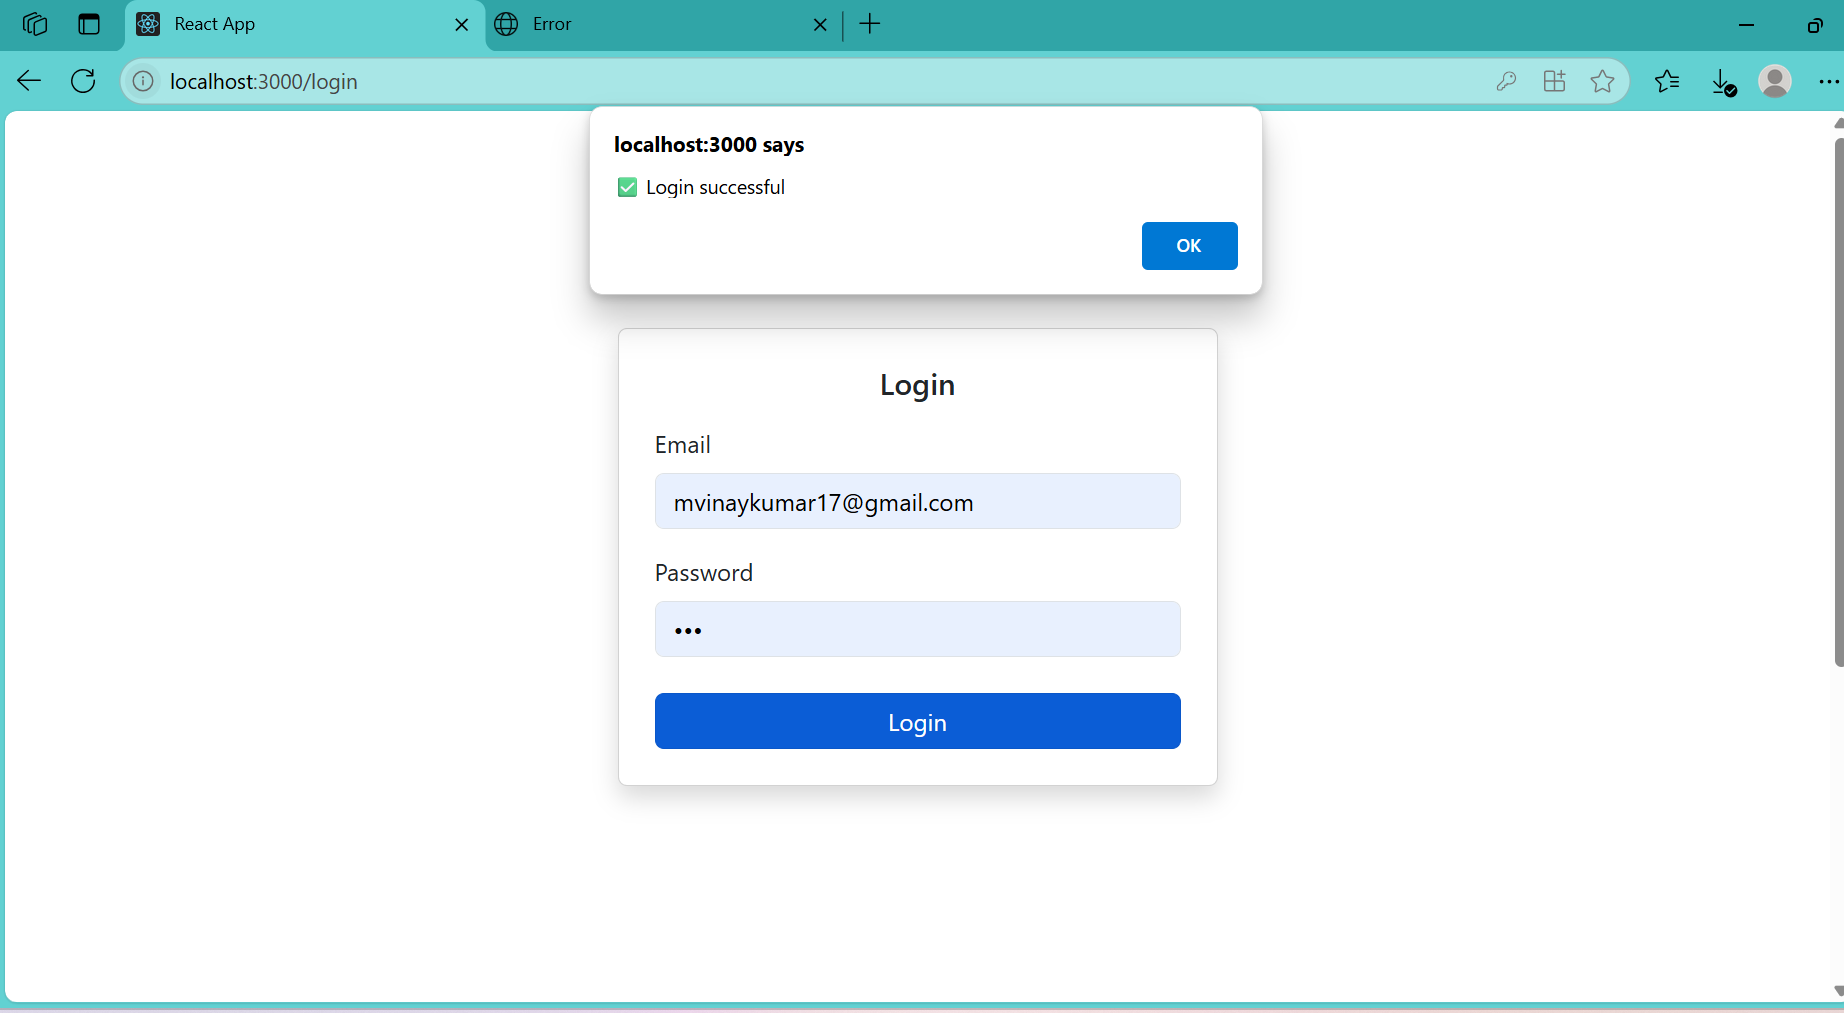 React App
Error
localhost:3000/login
localhost:3000 says
✅ Login successful
OK
Login
Email
mvinaykumar17@gmail.com
Password
•••
Login